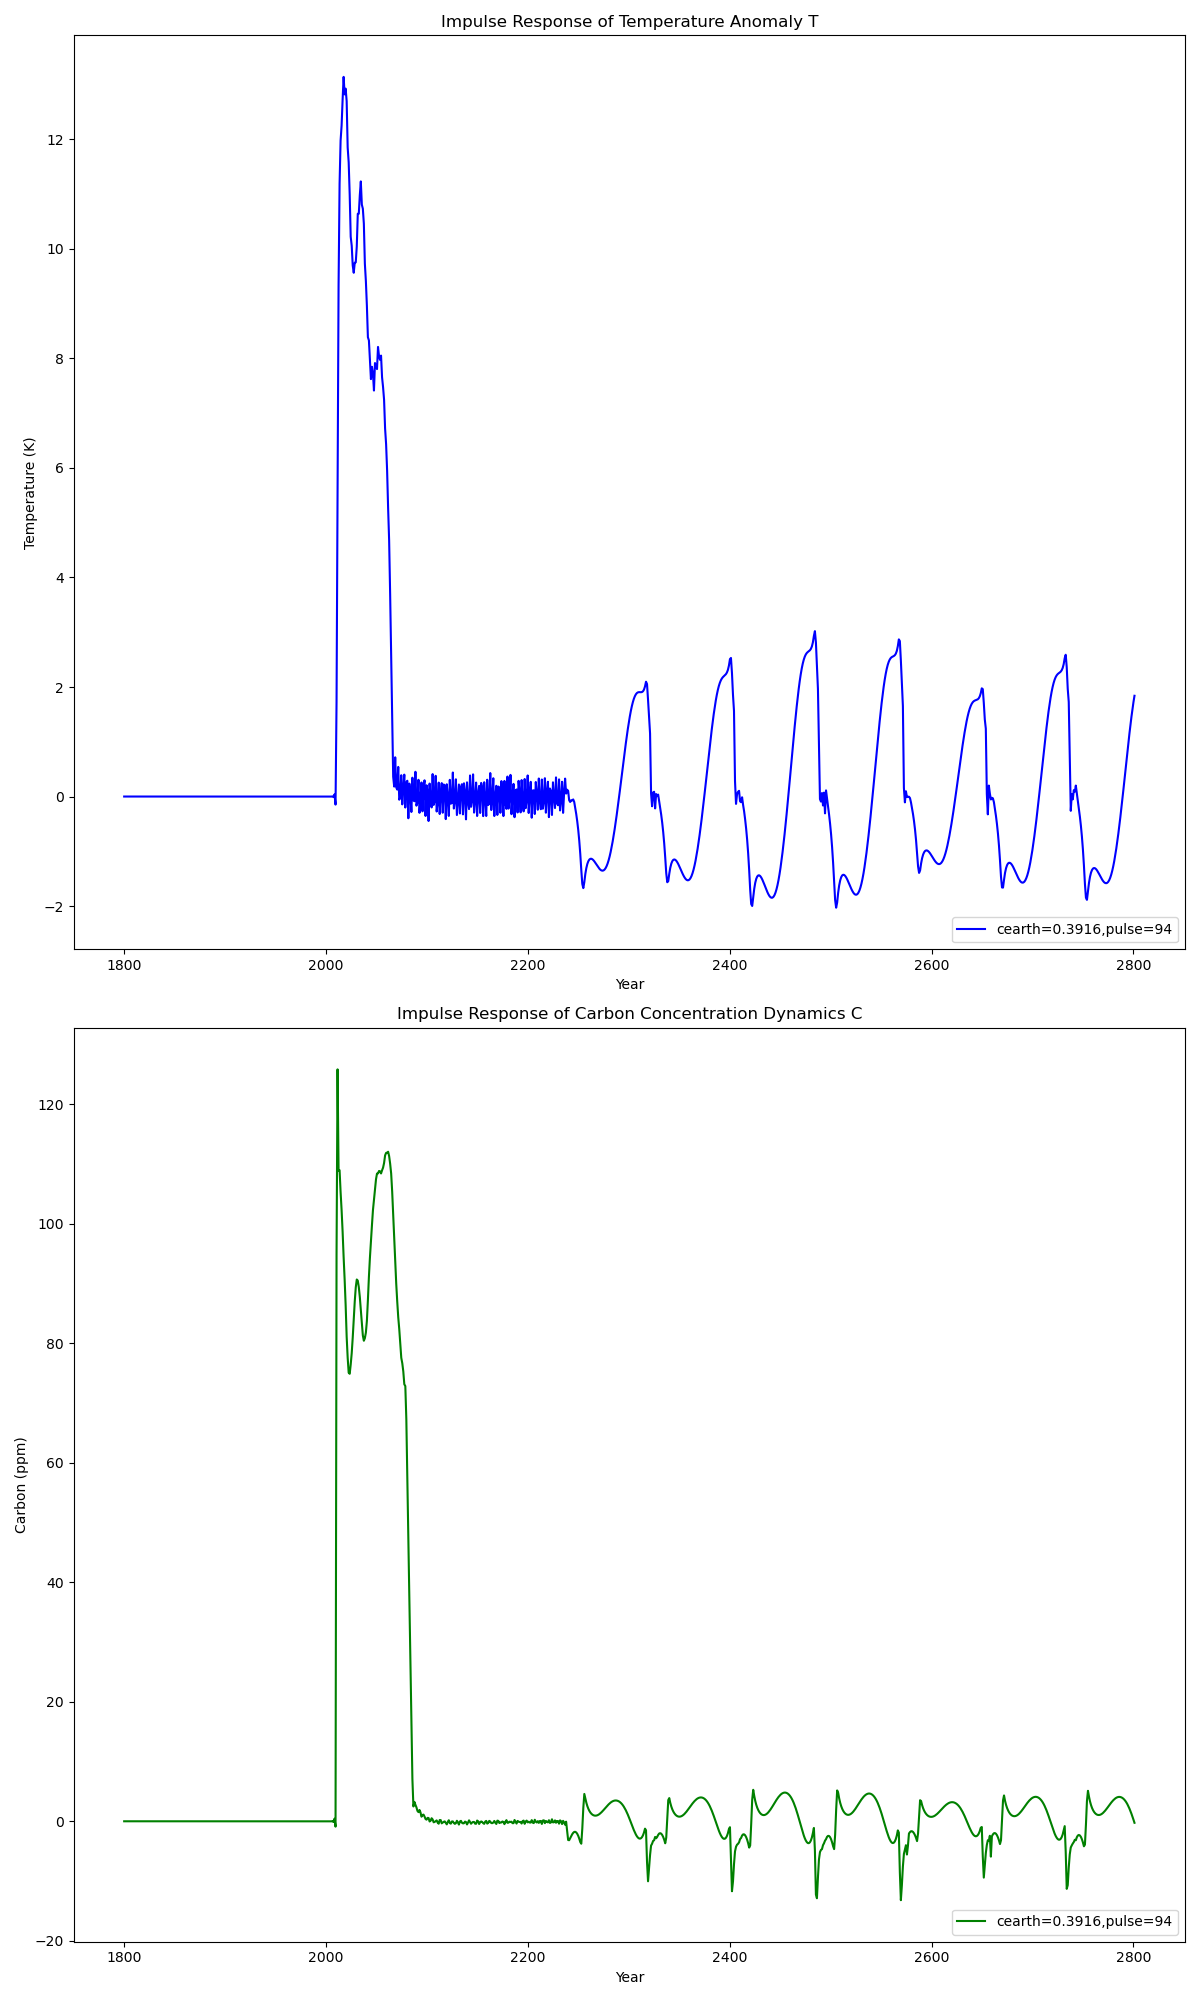 Impulse Response of Temperature Anomaly T
12
10
8
6
4
2
0
−2
Temperature (K)
1800 2000 2200 2400 2600 2800
Year
cearth=0.3916,pulse=94
Impulse Response of Carbon Concentration Dynamics C
120
100
80
60
40
20
0
−20
Carbon (ppm)
1800 2000 2200 2400 2600 2800
Year
cearth=0.3916,pulse=94